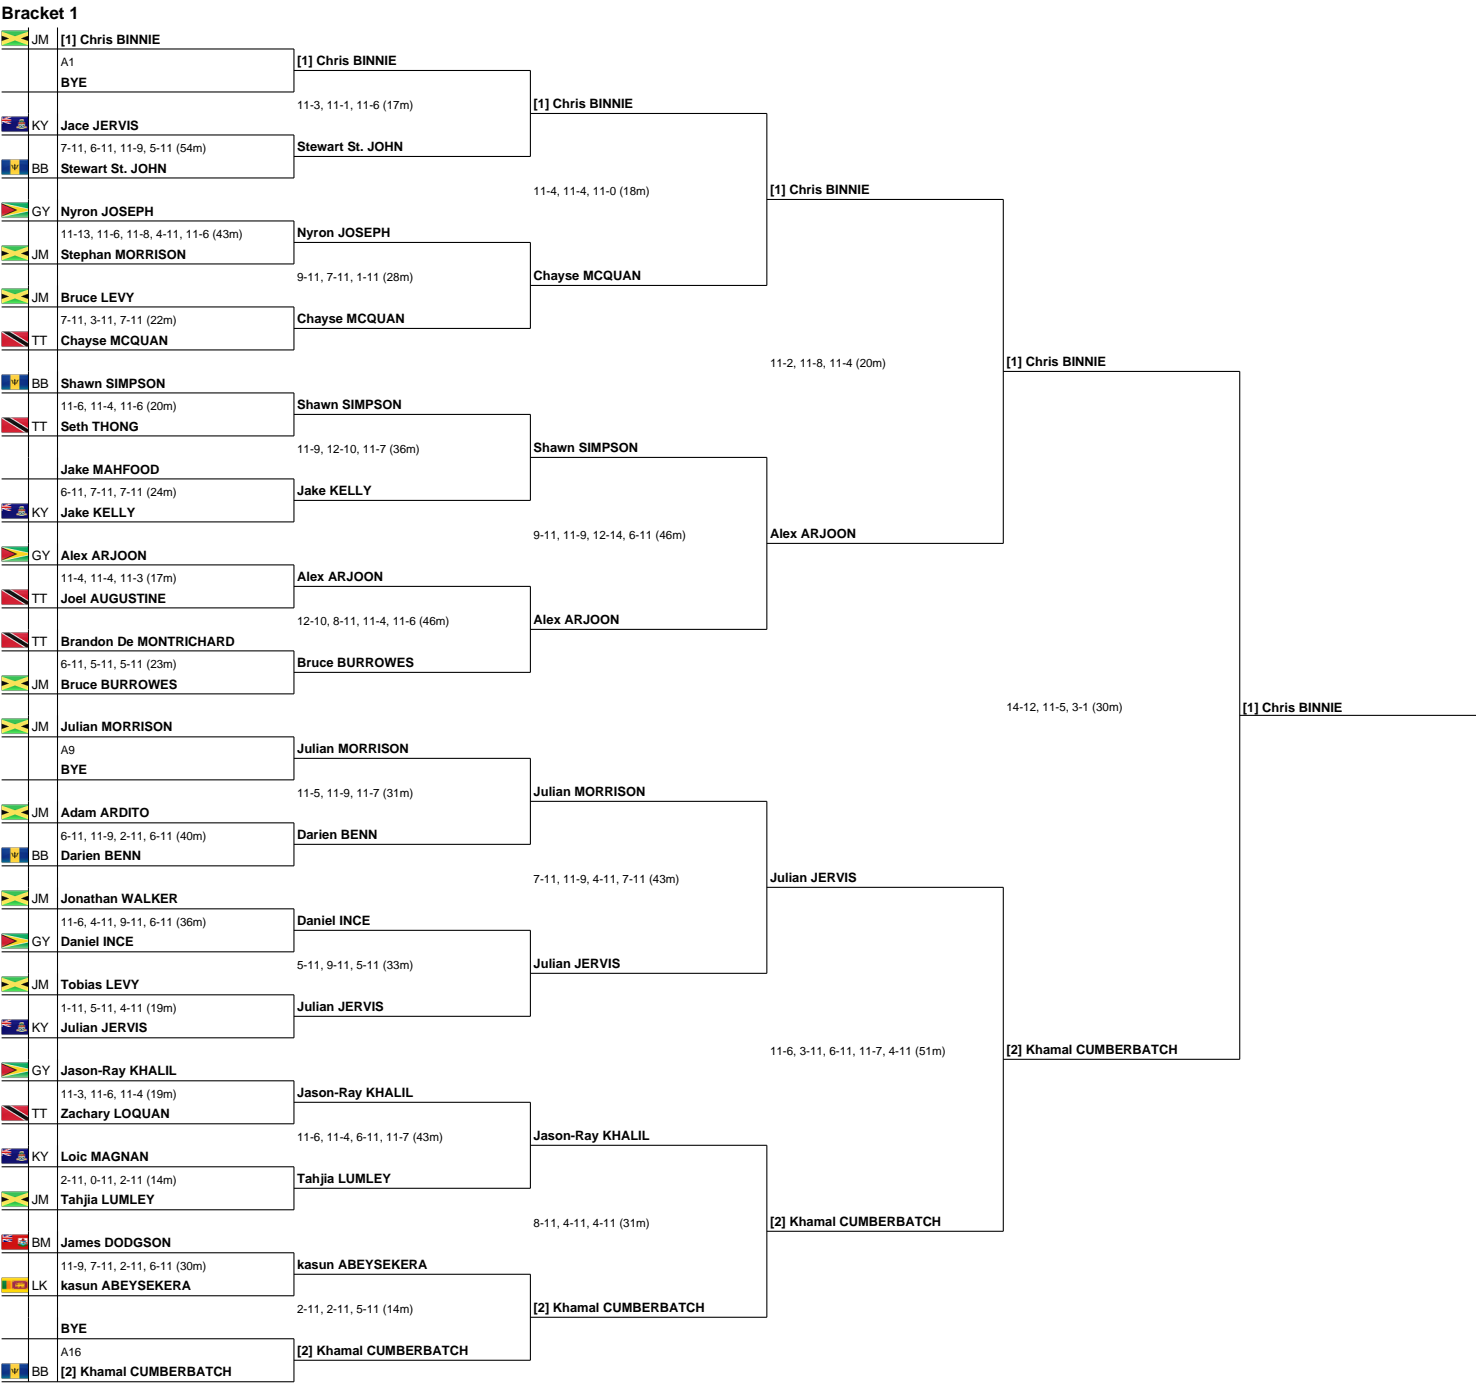 Bracket 1
JM [1] Chris BINNIE
A1 [1] Chris BINNIE
BYE
11-3, 11-1, 11-6 (17m) [1] Chris BINNIE
KY Jace JERVIS
7-11, 6-11, 11-9, 5-11 (54m) Stewart St. JOHN
BB Stewart St. JOHN
11-4, 11-4, 11-0 (18m) [1] Chris BINNIE
GY Nyron JOSEPH
11-13, 11-6, 11-8, 4-11, 11-6 (43m) Nyron JOSEPH
JM Stephan MORRISON
9-11, 7-11, 1-11 (28m) Chayse MCQUAN
JM Bruce LEVY
7-11, 3-11, 7-11 (22m) Chayse MCQUAN
TT Chayse MCQUAN
11-2, 11-8, 11-4 (20m) [1] Chris BINNIE
BB Shawn SIMPSON
11-6, 11-4, 11-6 (20m) Shawn SIMPSON
TT Seth THONG
11-9, 12-10, 11-7 (36m) Shawn SIMPSON
Jake MAHFOOD
6-11, 7-11, 7-11 (24m) Jake KELLY
KY Jake KELLY
9-11, 11-9, 12-14, 6-11 (46m) Alex ARJOON
GY Alex ARJOON
11-4, 11-4, 11-3 (17m) Alex ARJOON
TT Joel AUGUSTINE
12-10, 8-11, 11-4, 11-6 (46m) Alex ARJOON
TT Brandon De MONTRICHARD
6-11, 5-11, 5-11 (23m) Bruce BURROWES
JM Bruce BURROWES
14-12, 11-5, 3-1 (30m) [1] Chris BINNIE
JM Julian MORRISON
A9 Julian MORRISON
BYE
11-5, 11-9, 11-7 (31m) Julian MORRISON
JM Adam ARDITO
6-11, 11-9, 2-11, 6-11 (40m) Darien BENN
BB Darien BENN
7-11, 11-9, 4-11, 7-11 (43m) Julian JERVIS
JM Jonathan WALKER
11-6, 4-11, 9-11, 6-11 (36m) Daniel INCE
GY Daniel INCE
5-11, 9-11, 5-11 (33m) Julian JERVIS
JM Tobias LEVY
1-11, 5-11, 4-11 (19m) Julian JERVIS
KY Julian JERVIS
11-6, 3-11, 6-11, 11-7, 4-11 (51m) [2] Khamal CUMBERBATCH
GY Jason-Ray KHALIL
11-3, 11-6, 11-4 (19m) Jason-Ray KHALIL
TT Zachary LOQUAN
11-6, 11-4, 6-11, 11-7 (43m) Jason-Ray KHALIL
KY Loic MAGNAN
2-11, 0-11, 2-11 (14m) Tahjia LUMLEY
JM Tahjia LUMLEY
8-11, 4-11, 4-11 (31m) [2] Khamal CUMBERBATCH
BM James DODGSON
11-9, 7-11, 2-11, 6-11 (30m) kasun ABEYSEKERA
LK kasun ABEYSEKERA
2-11, 2-11, 5-11 (14m) [2] Khamal CUMBERBATCH
BYE
A16 [2] Khamal CUMBERBATCH
BB [2] Khamal CUMBERBATCH